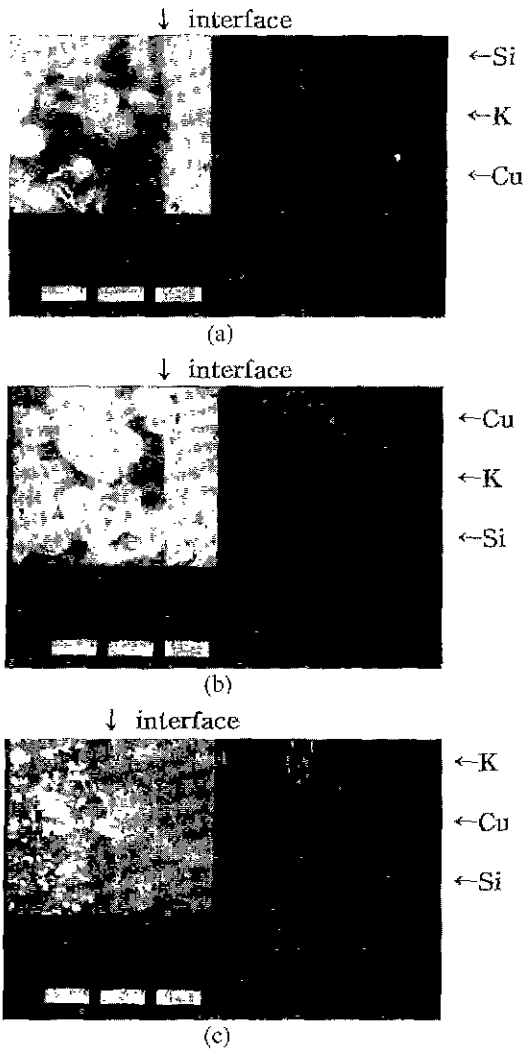 ↓ interface
←Si
←K
←Cu
(a)
↓ interface
←Cu
←K
←Si
(b)
↓ interface
←K
←Cu
←Si
(c)